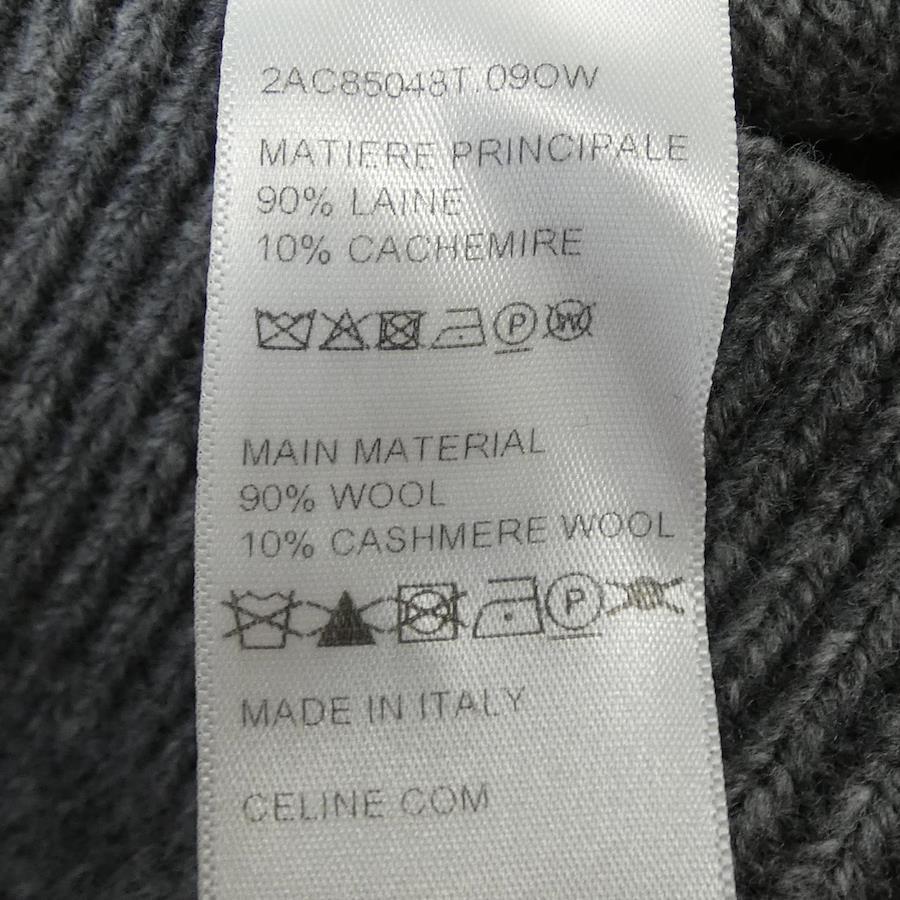 2AC85048T.09OW
MATIERE PRINCIPALE
90% LAINE
10% CACHEMIRE
P W
MAIN MATERIAL
90% WOOL
10% CASHMERE WOOL
P
MADE IN ITALY
CELINE.COM